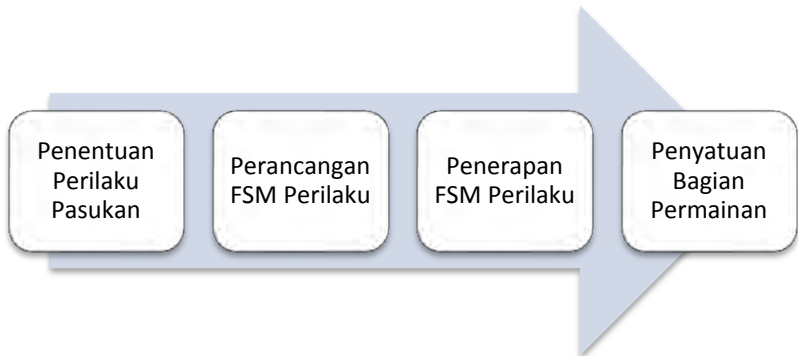 Penentuan
Perilaku
Pasukan
Perancangan
FSM Perilaku
Penerapan
FSM Perilaku
Penyatuan
Bagian
Permainan